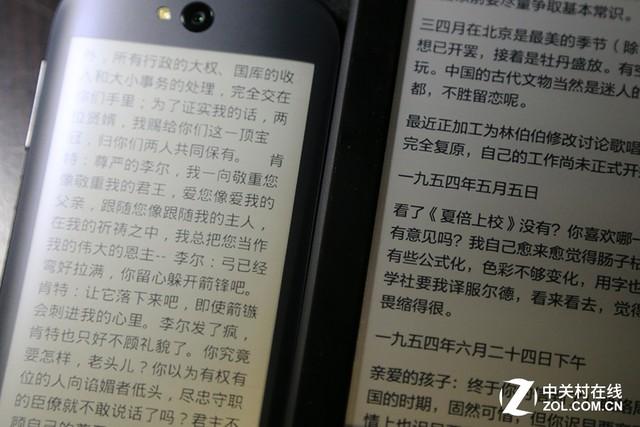 外，所有行政的大权、国库的收
入和大小事务的处理，完全交在
你们手里；为了证实我的话，两
位贤婿，我赐给你们这一顶宝
冠，归你们两人共同保有。 肯
特：尊严的李尔，我一向敬重您
像敬重我的君王，爱您像爱我的
父亲，跟随您像跟随我的主人，
在我的祈祷之中，我总把您当作
我的伟大的恩主-- 李尔：弓已经
弯好拉满，你留心躲开箭锋吧。
肯特：让它落下来吧，即使箭镞
会刺进我的心里。李尔发了疯，
肯特也只好不顾礼貌了。你究竟
要怎样，老头儿？你以为有权有
位的人向谄媚者低头，尽忠守职
的臣僚就不敢说话了吗？君主不
顾自己的
要尽量争取基本常识。
三四月在北京是最美的季节（除
想已开罢，接着是牡丹盛放。有
玩。中国的古代文物当然是迷人的
都，不胜留恋呢。
最近正加工为林伯伯修改讨论歌唱
完全复原，自己的工作尚未正式开
一九五四年五月五日
看了《夏倍上校》没有？你喜欢哪一
有意见吗？我自己愈来愈觉得肠子枯
有些公式化，色彩不够变化，用字也
学社要我译服尔德，看来看去，觉得
畏缩得很。
一九五四年六月二十四日下午
亲爱的孩子：终于你
国的时期，固然可惜，但你迟早要
情上也
Z 中关村在线
ZOL.COM.CN